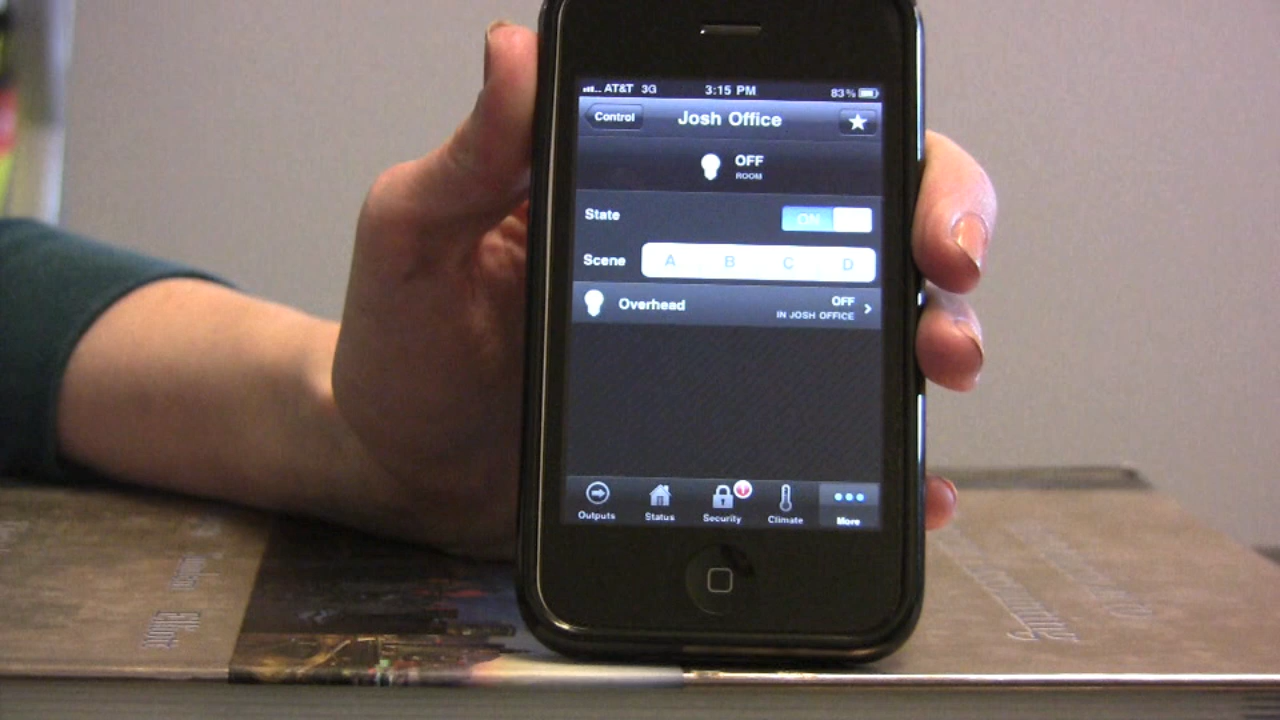 AT&T 3G 3:15 PM 83%
Control Josh Office
OFF
ROOM
State ON
Scene A B C D
Overhead OFF
IN JOSH OFFICE
Outputs Status Security Climate More
Elliott